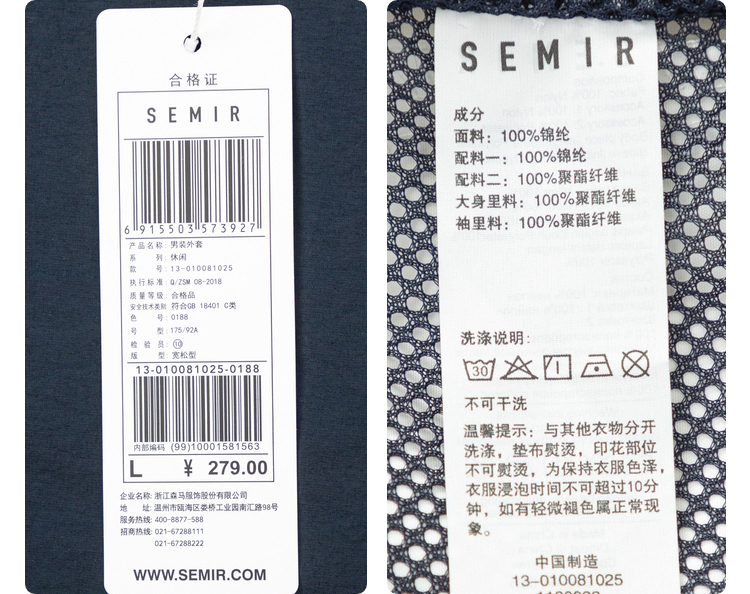 合格证
SEMIR
6 915503 573927
产品名称: 男装外套
系 列: 休闲
款 号: 13-010081025
执行标准: Q/ZSM 08-2018
质量等级: 合格品
安全技术类别: 符合GB 18401 C类
色 号: 0188
号 型: 175/92A
检 验 员: ⑩
版 型: 宽松型
13-010081025-0188
内部编码 (99)10001581563
L ¥ 279.00
企业名称: 浙江森马服饰股份有限公司
地 址: 温州市瓯海区娄桥工业园南汇路98号
服务热线: 400-8877-588
招商热线: 021-67288111
021-67288222
WWW.SEMIR.COM
SEMIR
成分
面料: 100%锦纶
配料一: 100%锦纶
配料二: 100%聚酯纤维
大身里料: 100%聚酯纤维
袖里料: 100%聚酯纤维
洗涤说明:
30
不可干洗
温馨提示: 与其他衣物分开
洗涤, 垫布熨烫, 印花部位
不可熨烫, 为保持衣服色泽,
衣服浸泡时间不可超过10分
钟, 如有轻微褪色属正常现
象。
中国制造
13-010081025